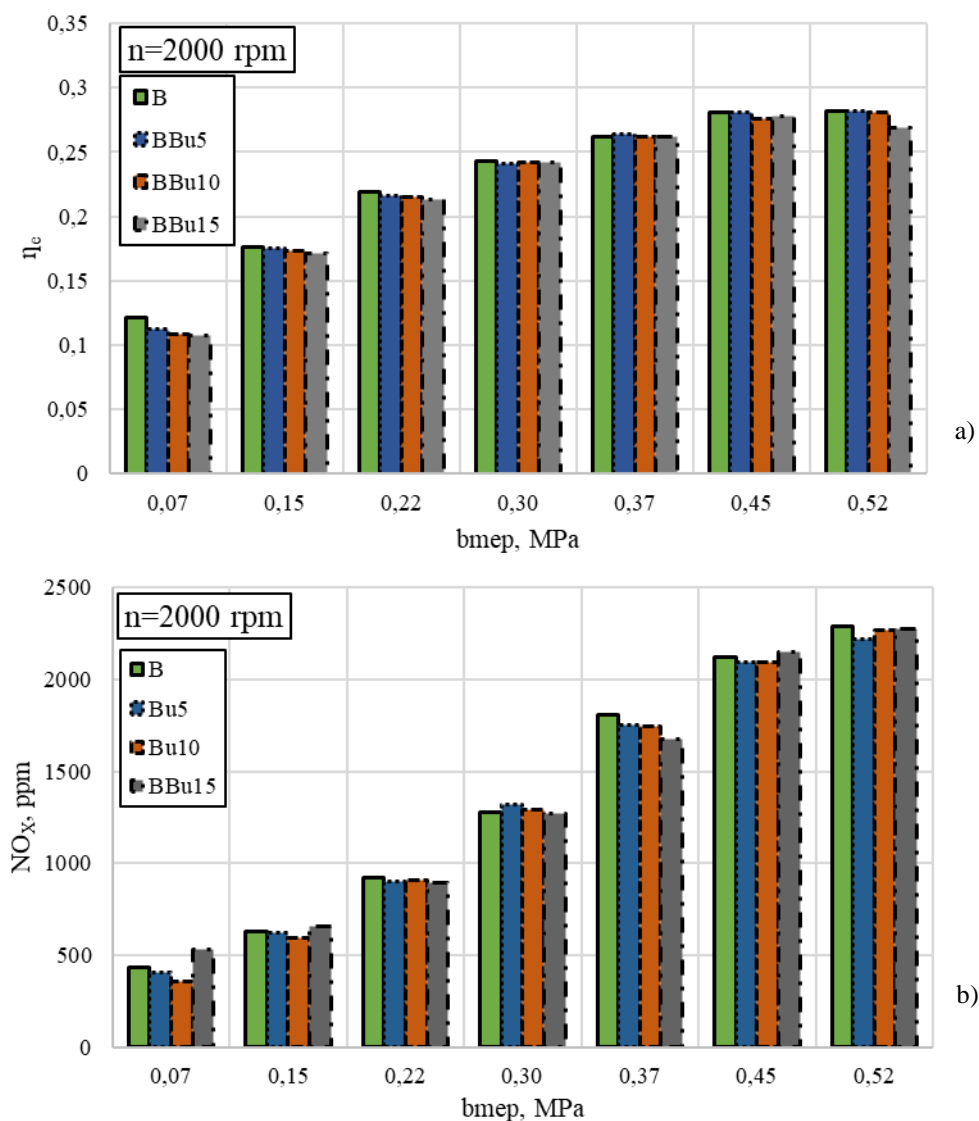 0,35
n=2000 rpm
0,3
B
BBu5
0,25
BBu10
0,2
BBu15
ηe
0,15
0,1
0,05
a)
0
0,07 0,15 0,22 0,30 0,37 0,45 0,52
bmep, MPa
2500
n=2000 rpm
B
2000
Bu5
Bu10
BBu15
1500
NOX, ppm
1000
500
b)
0
0,07 0,15 0,22 0,30 0,37 0,45 0,52
bmep, MPa